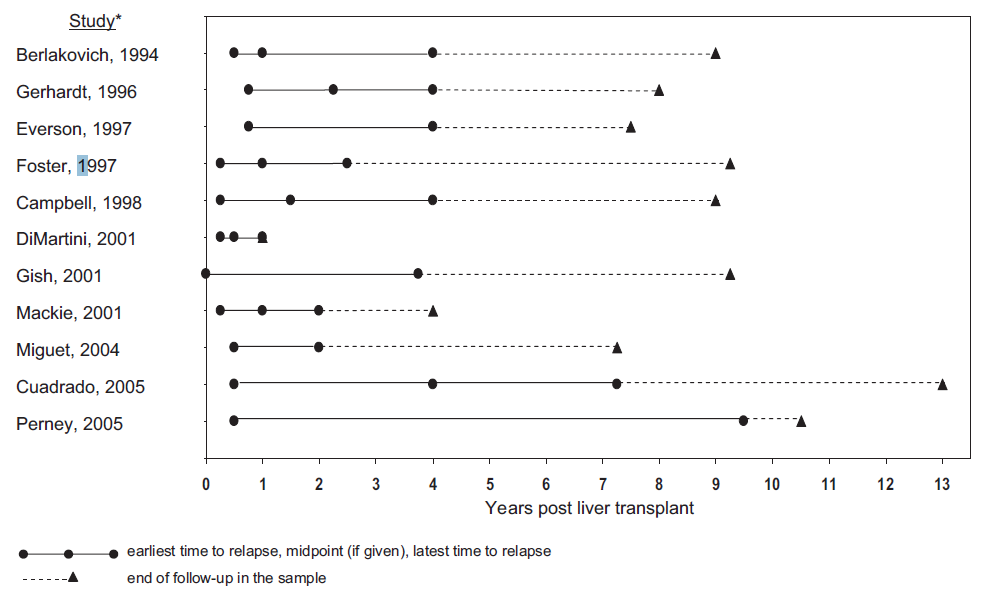 Study*
Berlakovich, 1994
Gerhardt, 1996
Everson, 1997
Foster, 1997
Campbell, 1998
DiMartini, 2001
Gish, 2001
Mackie, 2001
Miguet, 2004
Cuadrado, 2005
Perney, 2005
0 1 2 3 4 5 6 7 8 9 10 11 12 13
Years post liver transplant
earliest time to relapse, midpoint (if given), latest time to relapse
end of follow-up in the sample